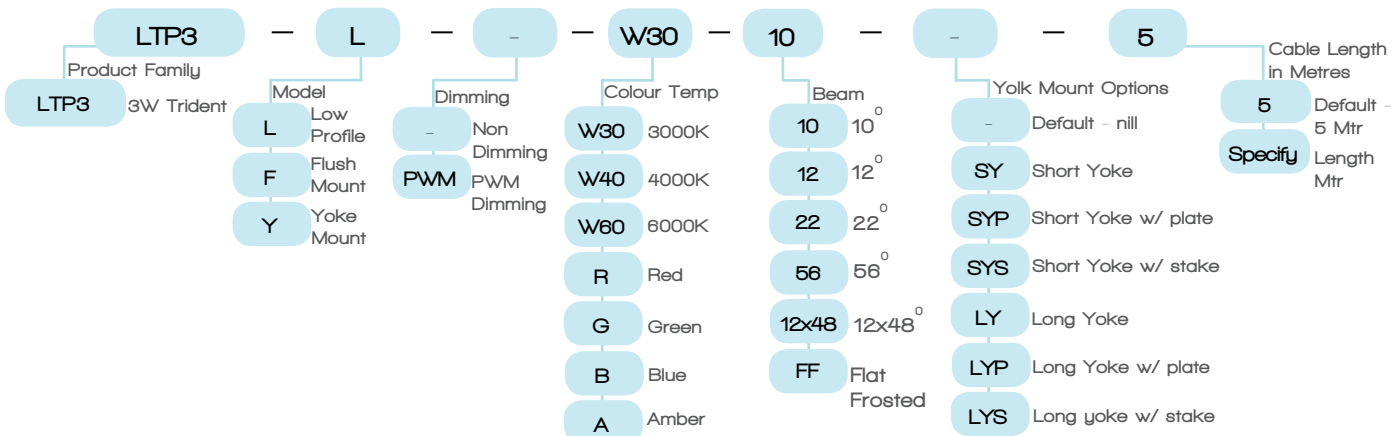 LTP3 — L — - — W30 — 10 — - — 5
Product Family
LTP3 3W Trident
Model
L Low
Profile
F Flush
Mount
Y Yoke
Mount
Dimming
- Non
Dimming
PWM PWM
Dimming
Colour Temp
W30 3000K
W40 4000K
W60 6000K
R Red
G Green
B Blue
A Amber
Beam
10 10°
12 12°
22 22°
56 56°
12x48 12x48°
FF Flat
Frosted
Yolk Mount Options
- Default - nill
SY Short Yoke
SYP Short Yoke w/ plate
SYS Short Yoke w/ stake
LY Long Yoke
LYP Long Yoke w/ plate
LYS Long yoke w/ stake
Cable Length
in Metres
5 Default -
5 Mtr
Specify Length
Mtr